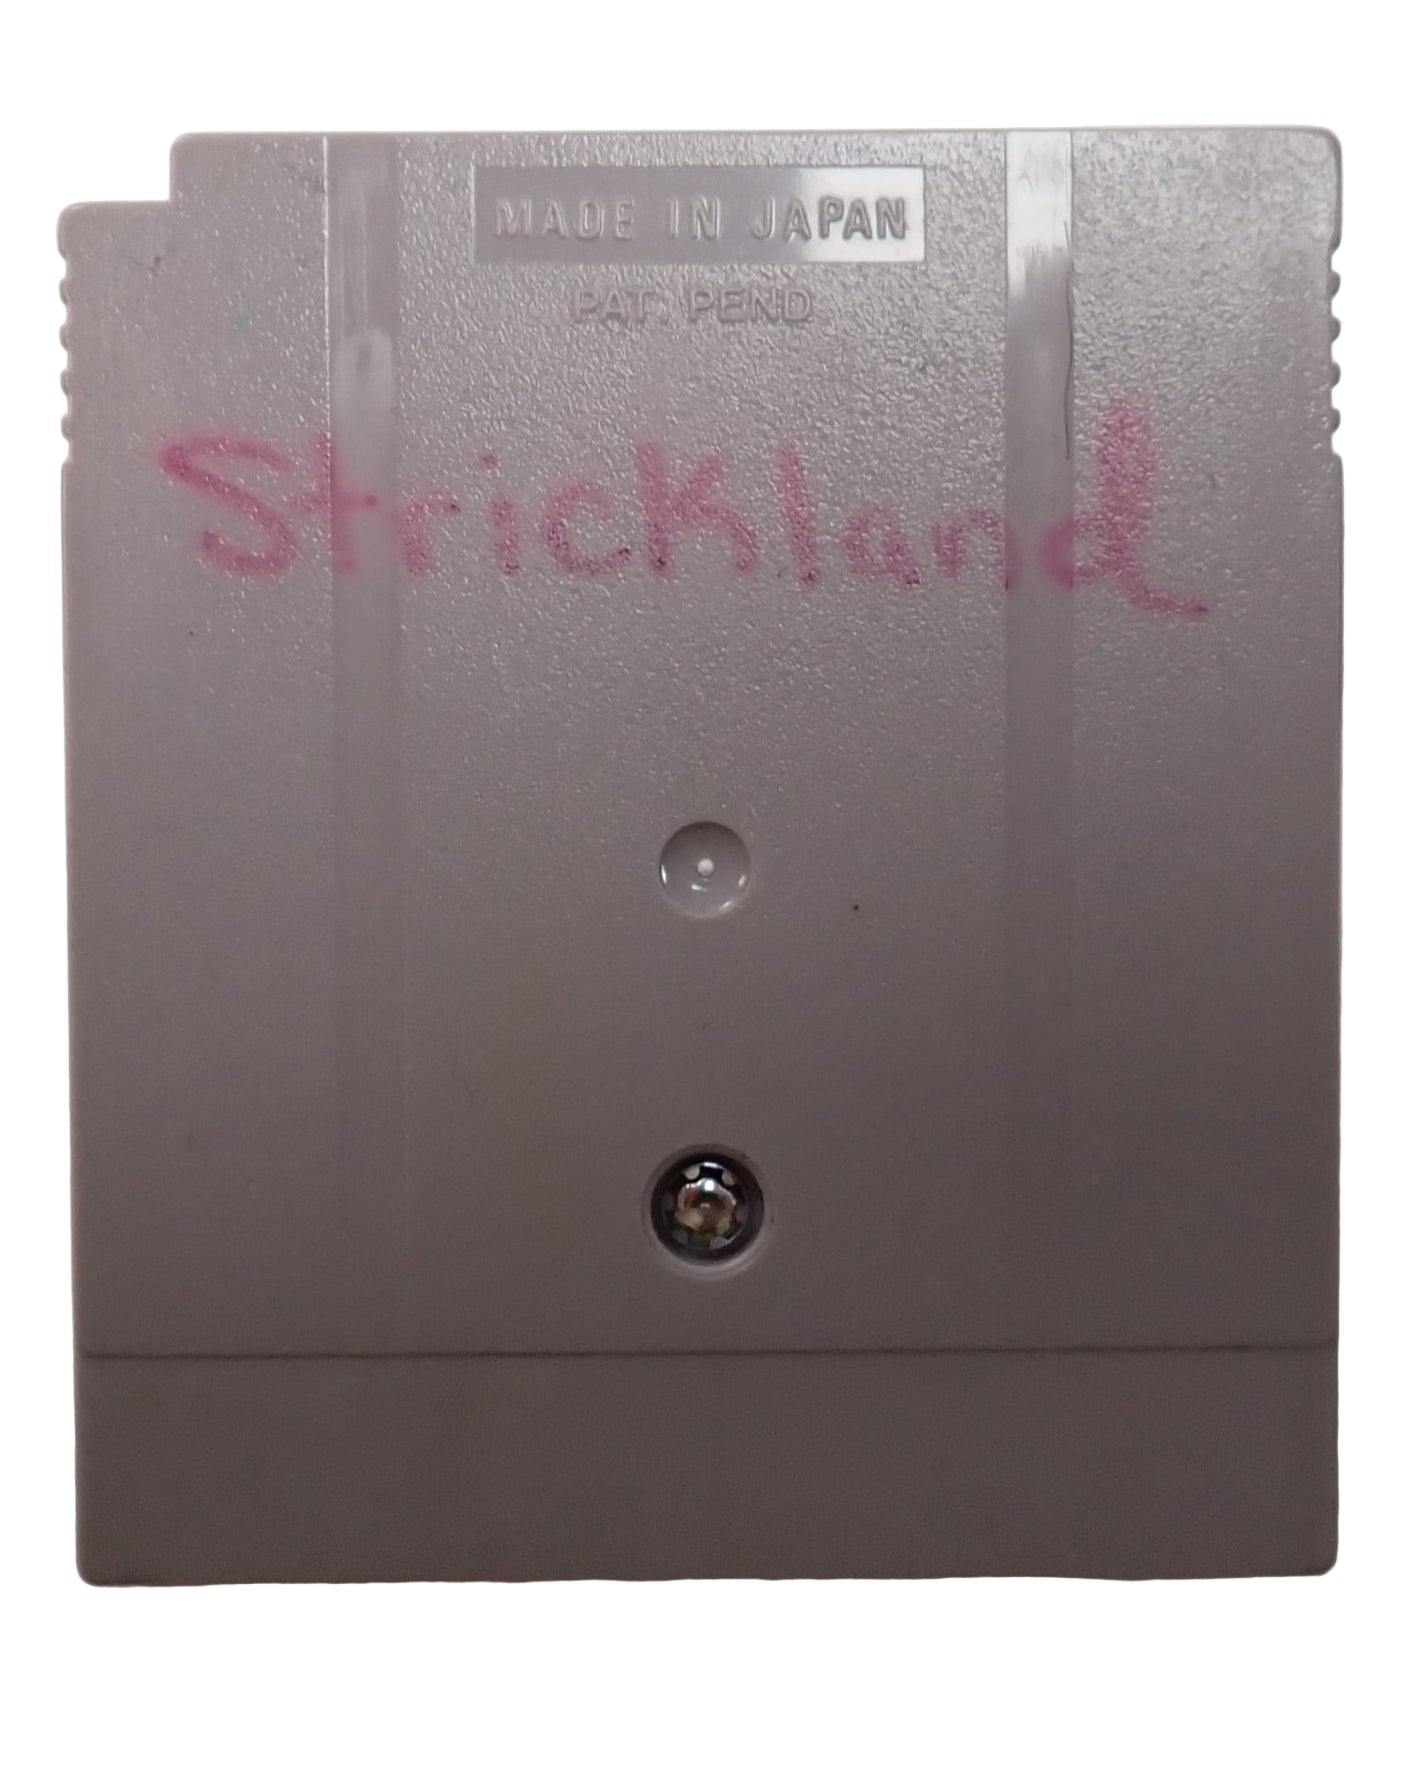 MADE IN JAPAN
PAT. PEND
Strickland